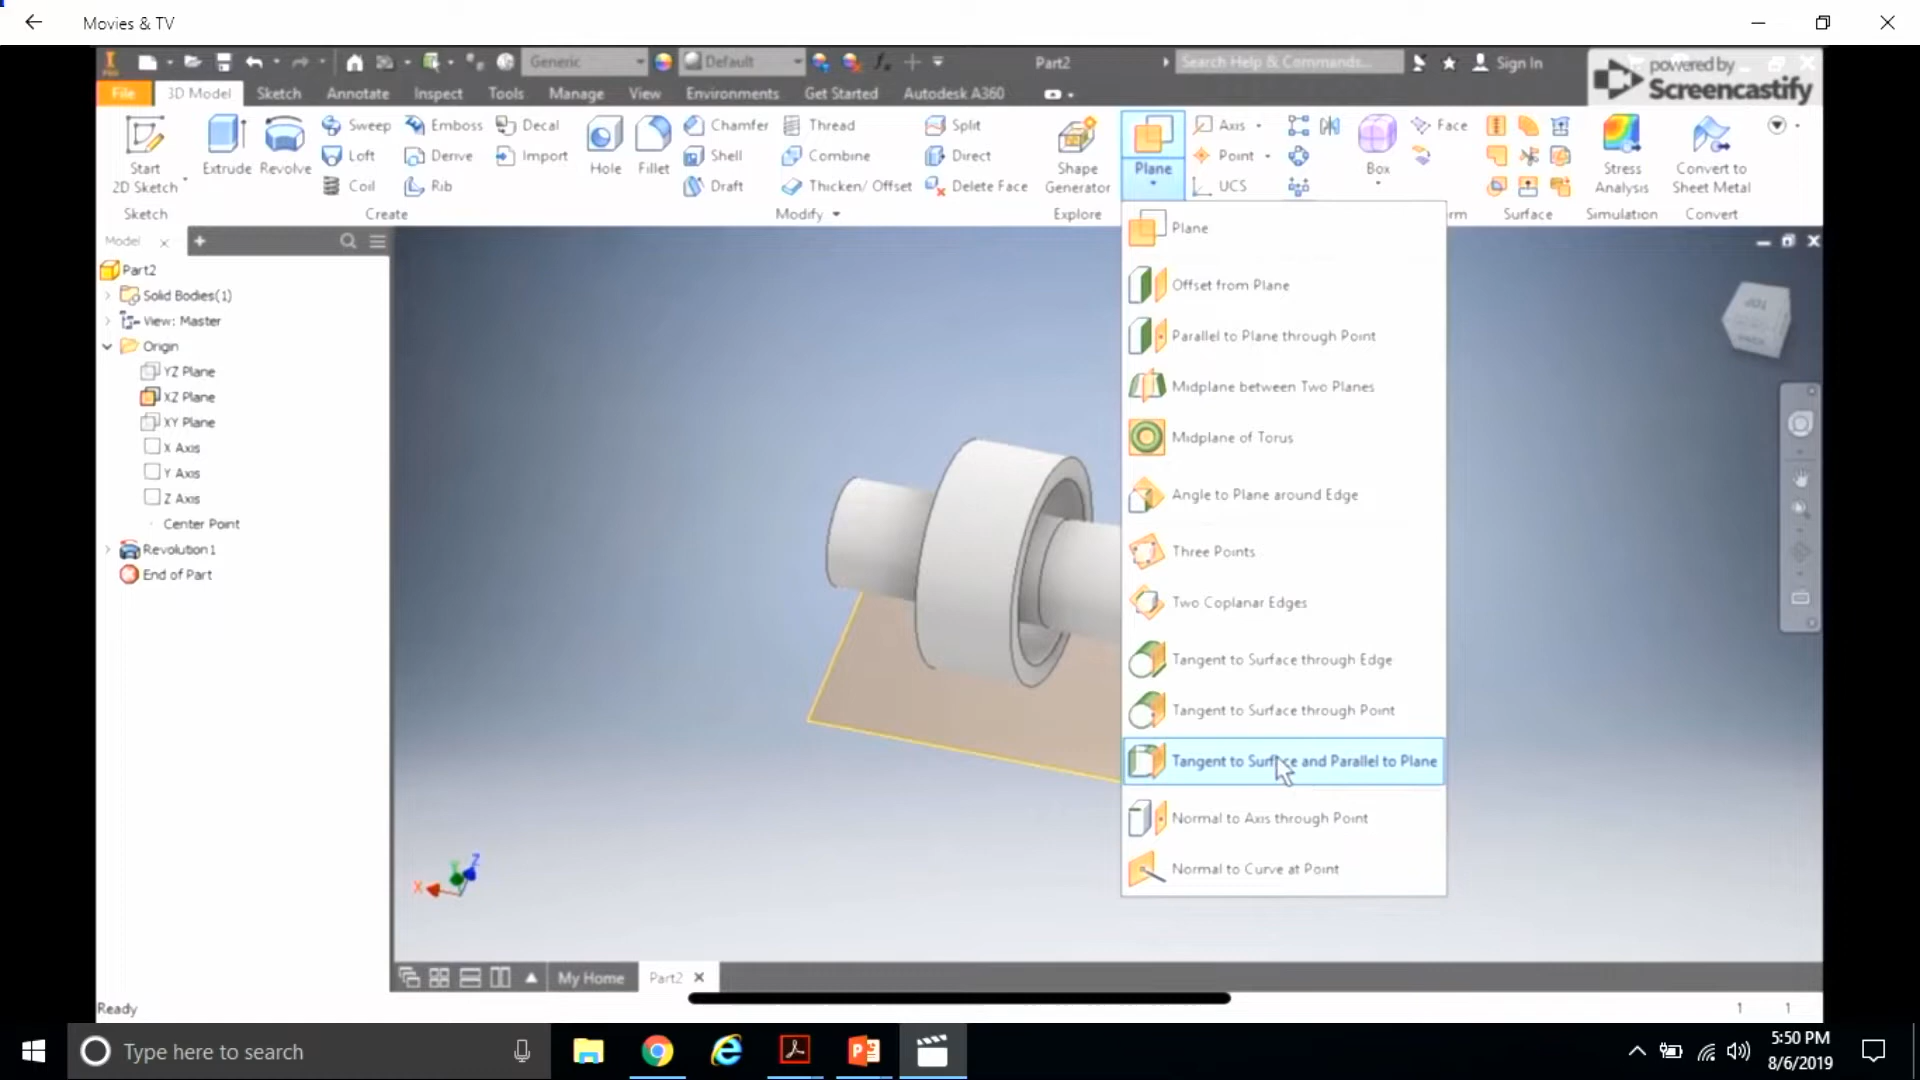 Movies & TV
Generic
Default
Part2
Search Help & Commands...
Sign In
powered by
Screencastify
File
3D Model
Sketch
Annotate
Inspect
Tools
Manage
View
Environments
Get Started
Autodesk A360
Start
2D Sketch
Extrude
Revolve
Sweep
Loft
Coil
Emboss
Derive
Rib
Decal
Import
Hole
Fillet
Chamfer
Shell
Draft
Thread
Combine
Thicken/ Offset
Split
Direct
Delete Face
Shape
Generator
Plane
Axis
Point
UCS
Box
Face
Stress
Analysis
Convert to
Sheet Metal
Sketch
Create
Modify
Explore
rm
Surface
Simulation
Convert
Model
Part2
Solid Bodies(1)
View: Master
Origin
YZ Plane
XZ Plane
XY Plane
X Axis
Y Axis
Z Axis
Center Point
Revolution1
End of Part
Plane
Offset from Plane
Parallel to Plane through Point
Midplane between Two Planes
Midplane of Torus
Angle to Plane around Edge
Three Points
Two Coplanar Edges
Tangent to Surface through Edge
Tangent to Surface through Point
Tangent to Surface and Parallel to Plane
Normal to Axis through Point
Normal to Curve at Point
X
Y
Z
My Home
Part2
Ready
1
1
Type here to search
5:50 PM
8/6/2019